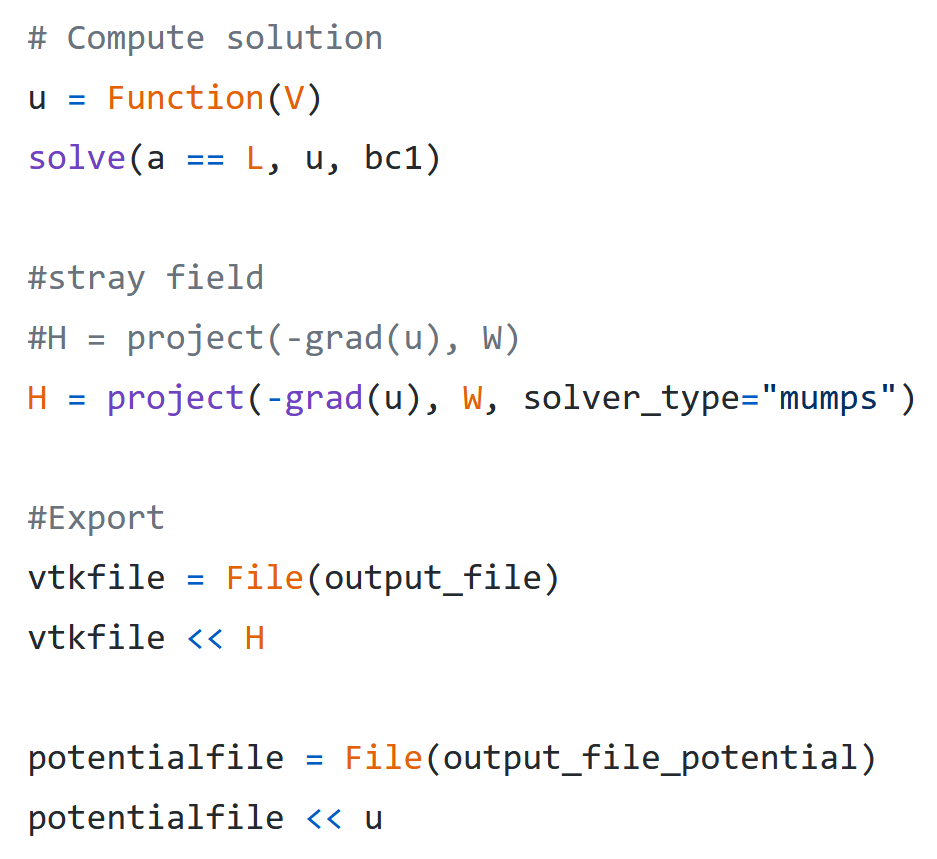 # Compute solution
u = Function(V)
solve(a == L, u, bc1)
#stray field
#H = project(-grad(u), W)
H = project(-grad(u), W, solver_type="mumps")
#Export
vtkfile = File(output_file)
vtkfile << H
potentialfile = File(output_file_potential)
potentialfile << u